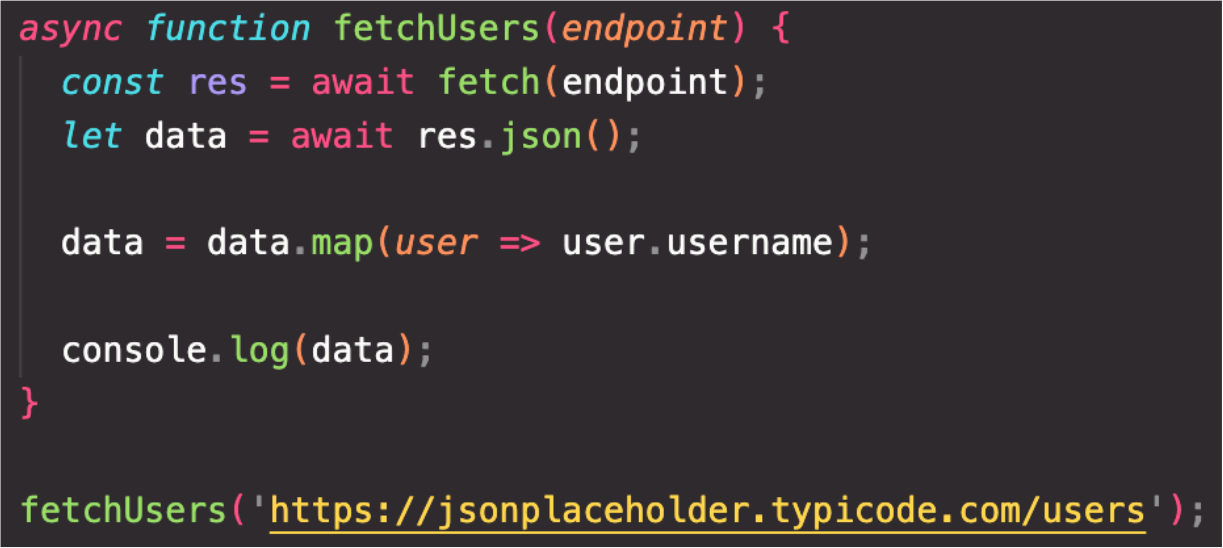 async function fetchUsers(endpoint) {
  const res = await fetch(endpoint);
  let data = await res.json();

  data = data.map(user => user.username);

  console.log(data);
}

fetchUsers('https://jsonplaceholder.typicode.com/users');